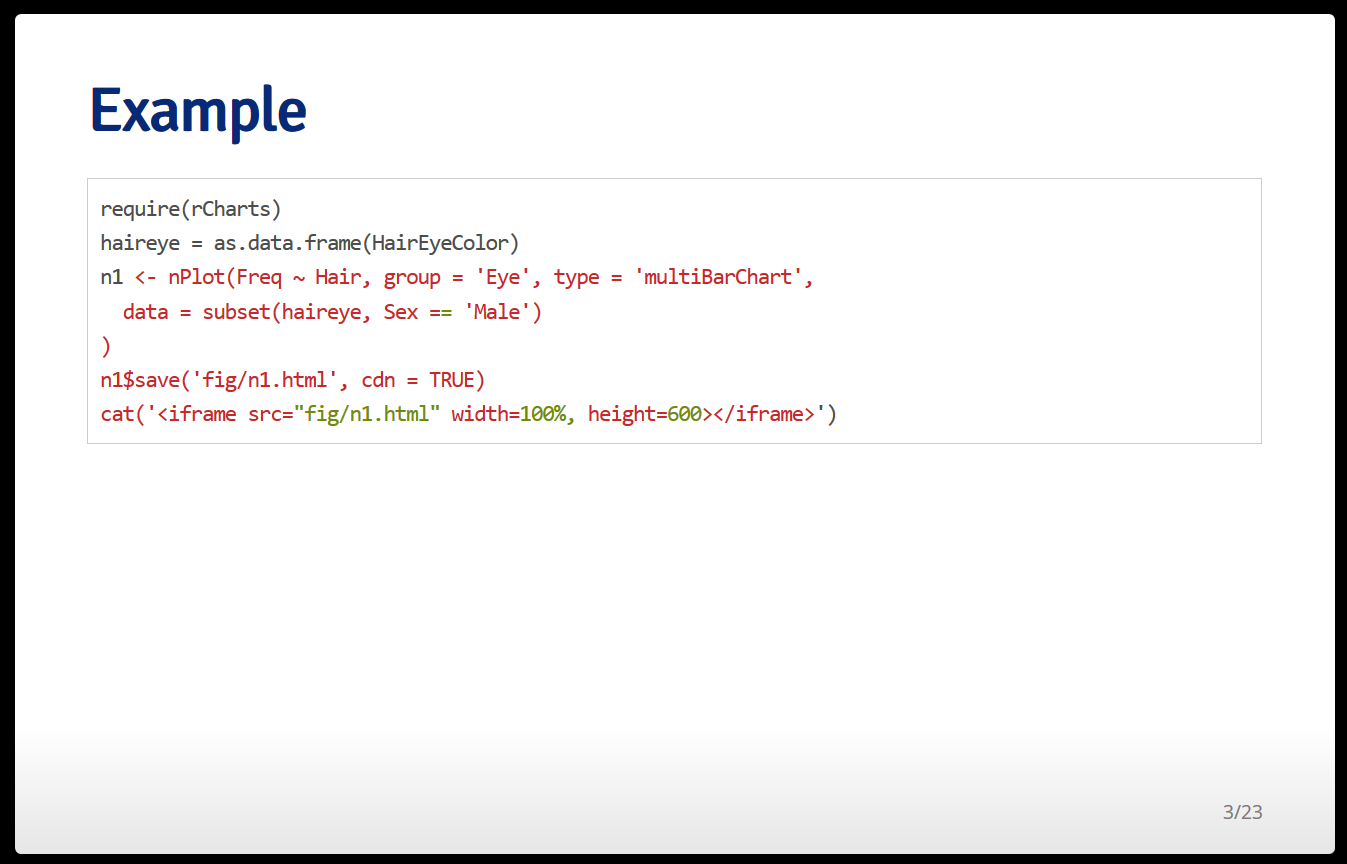 Example
require(rCharts)
haireye = as.data.frame(HairEyeColor)
n1 <- nPlot(Freq ~ Hair, group = 'Eye', type = 'multiBarChart',
  data = subset(haireye, Sex == 'Male')
)
n1$save('fig/n1.html', cdn = TRUE)
cat('<iframe src="fig/n1.html" width=100%, height=600></iframe>')
3/23